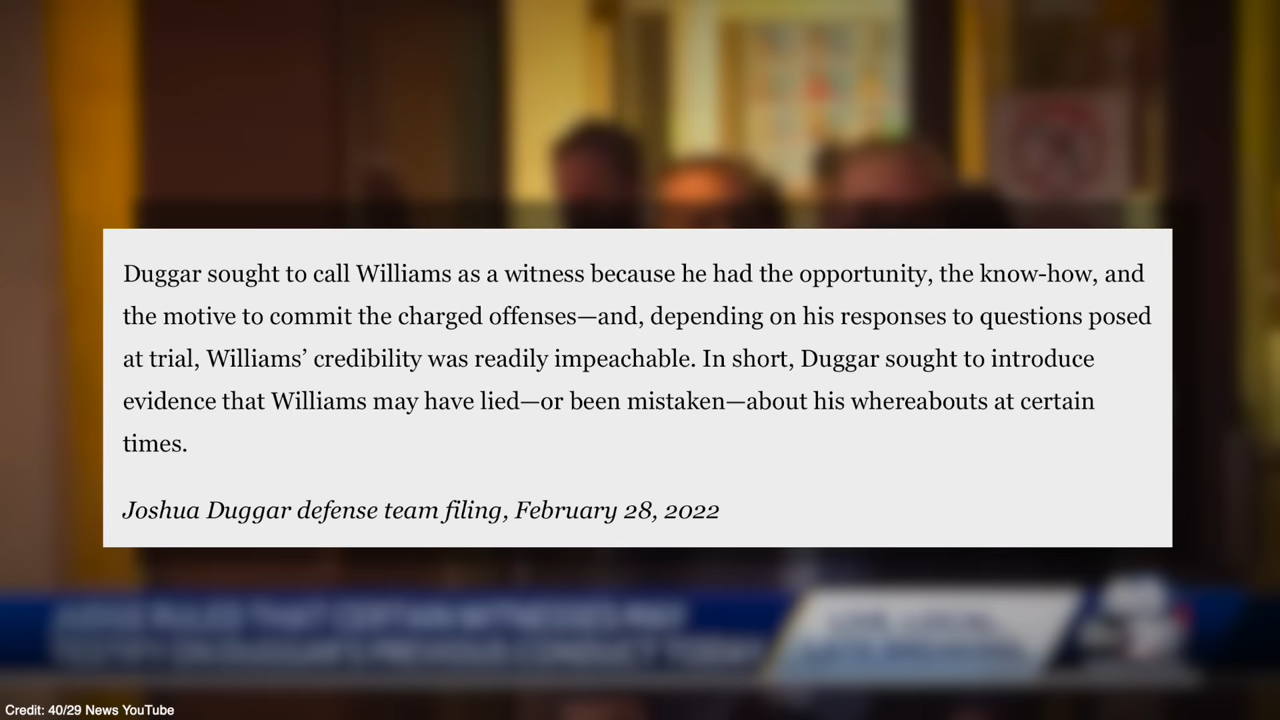 Duggar sought to call Williams as a witness because he had the opportunity, the know-how, and
the motive to commit the charged offenses—and, depending on his responses to questions posed
at trial, Williams’ credibility was readily impeachable. In short, Duggar sought to introduce
evidence that Williams may have lied—or been mistaken—about his whereabouts at certain
times.
Joshua Duggar defense team filing, February 28, 2022
Credit: 40/29 News YouTube